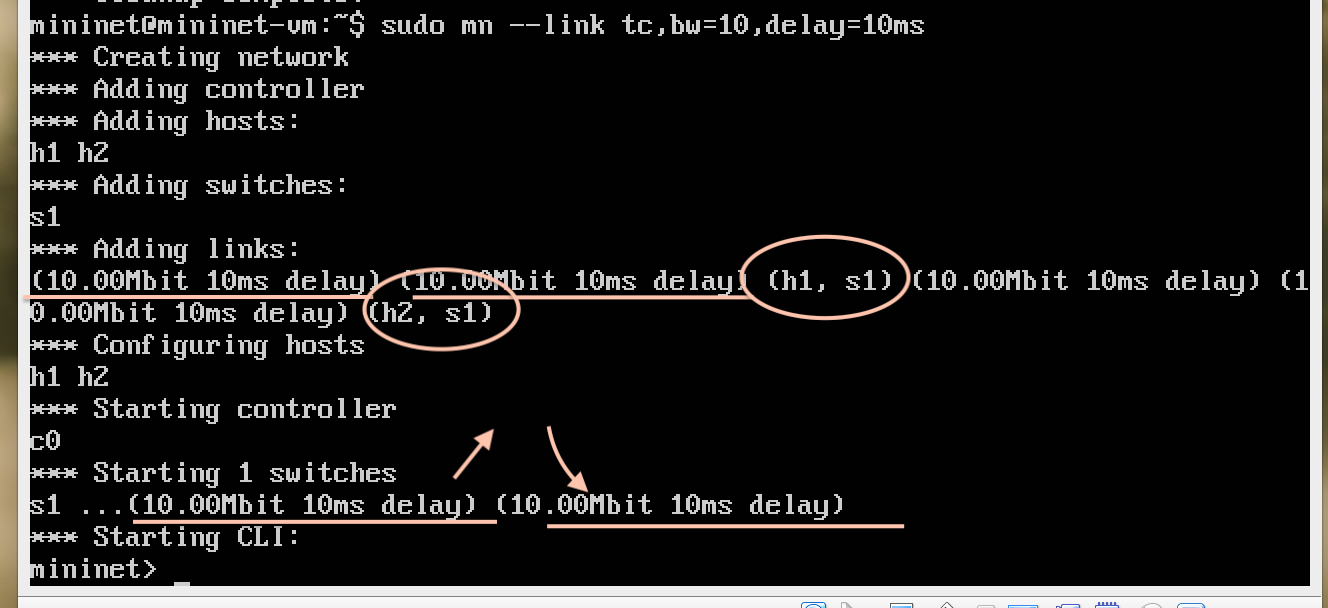 mininet@mininet-vm:~$ sudo mn --link tc,bw=10,delay=10ms
*** Creating network
*** Adding controller
*** Adding hosts:
h1 h2
*** Adding switches:
s1
*** Adding links:
(10.00Mbit 10ms delay) (10.00Mbit 10ms delay) (h1, s1) (10.00Mbit 10ms delay) (1
0.00Mbit 10ms delay) (h2, s1)
*** Configuring hosts
h1 h2
*** Starting controller
c0
*** Starting 1 switches
s1 ...(10.00Mbit 10ms delay) (10.00Mbit 10ms delay)
*** Starting CLI:
mininet>